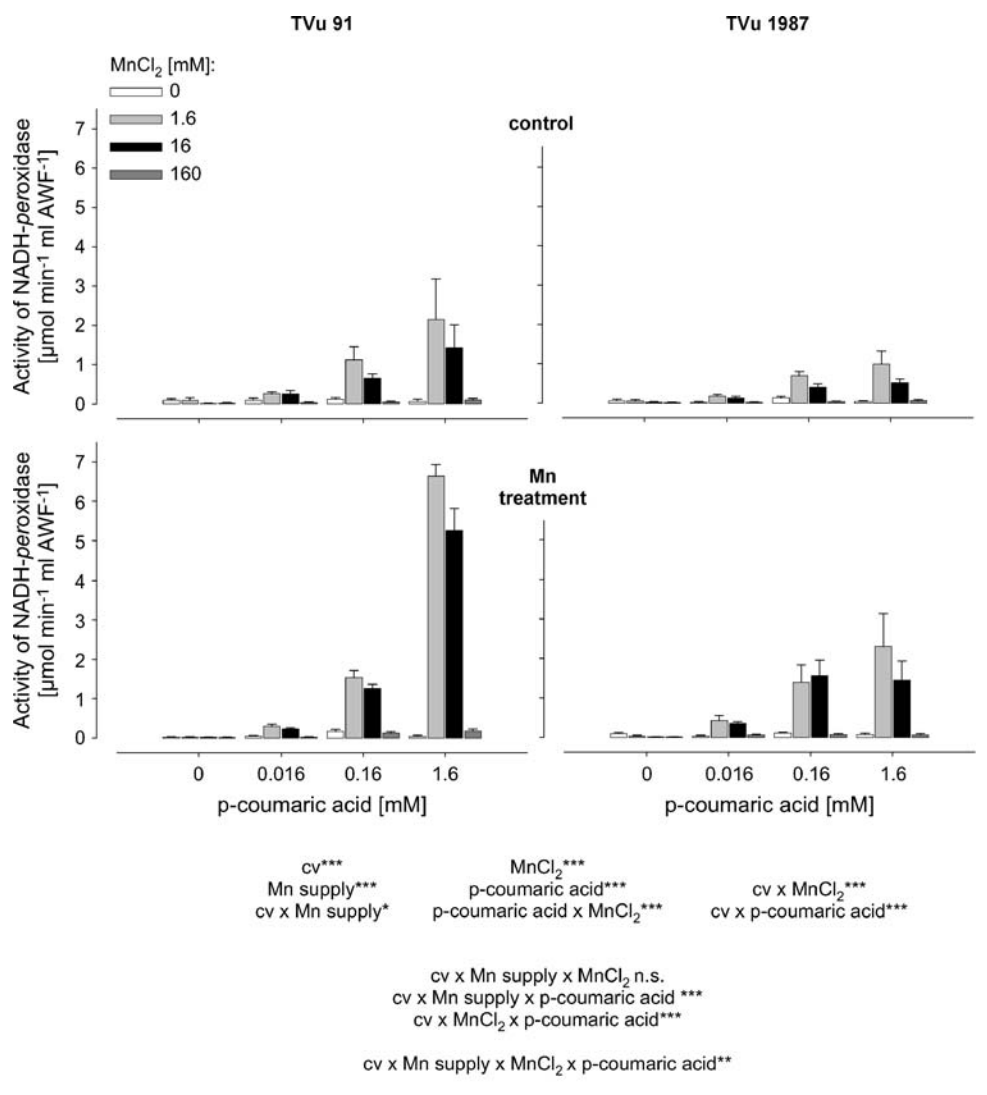 TVu 91
TVu 1987
MnCl2 [mM]:
0
1.6
16
160
control
Activity of NADH-peroxidase
[µmol min-1 ml AWF-1]
7
6
5
4
3
2
1
0
Mn
treatment
Activity of NADH-peroxidase
[µmol min-1 ml AWF-1]
7
6
5
4
3
2
1
0
0 0.016 0.16 1.6
0 0.016 0.16 1.6
p-coumaric acid [mM]
p-coumaric acid [mM]
cv***
Mn supply***
cv x Mn supply*
MnCl2***
p-coumaric acid***
p-coumaric acid x MnCl2***
cv x MnCl2***
cv x p-coumaric acid***
cv x Mn supply x MnCl2 n.s.
cv x Mn supply x p-coumaric acid ***
cv x MnCl2 x p-coumaric acid***
cv x Mn supply x MnCl2 x p-coumaric acid**